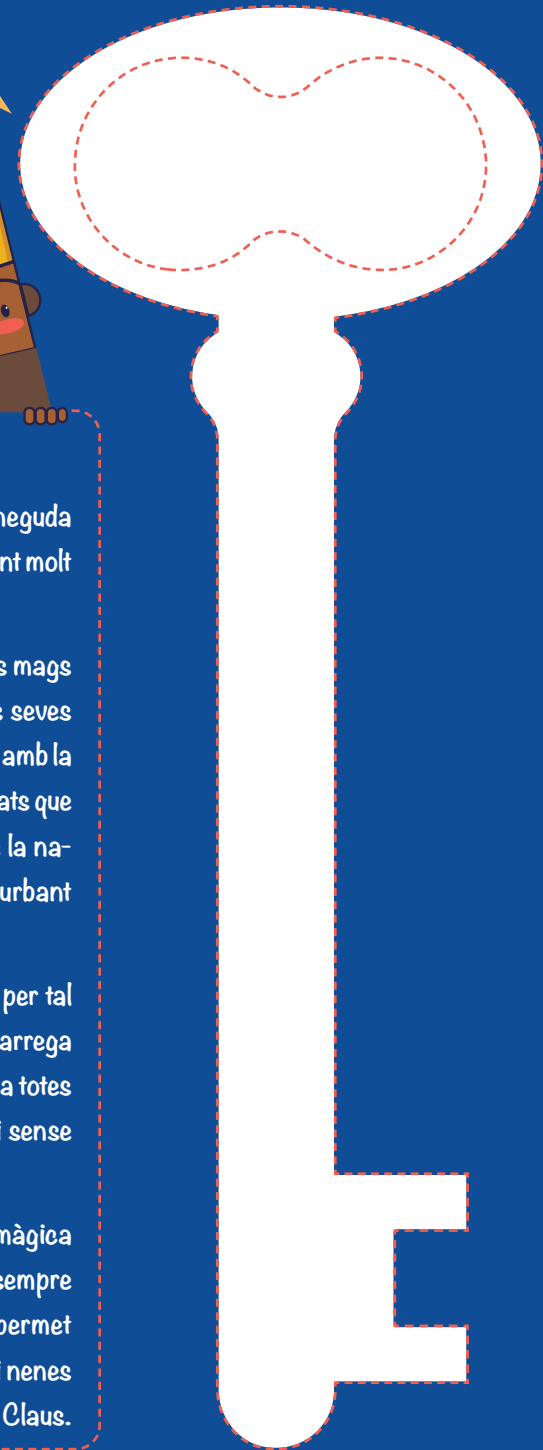 neguda
nt molt
s mags
seves
amb la
ats que
la na-
urbant
per tal
arrega
a totes
i sense
màgica
sempre
permet
i nenes
Claus.